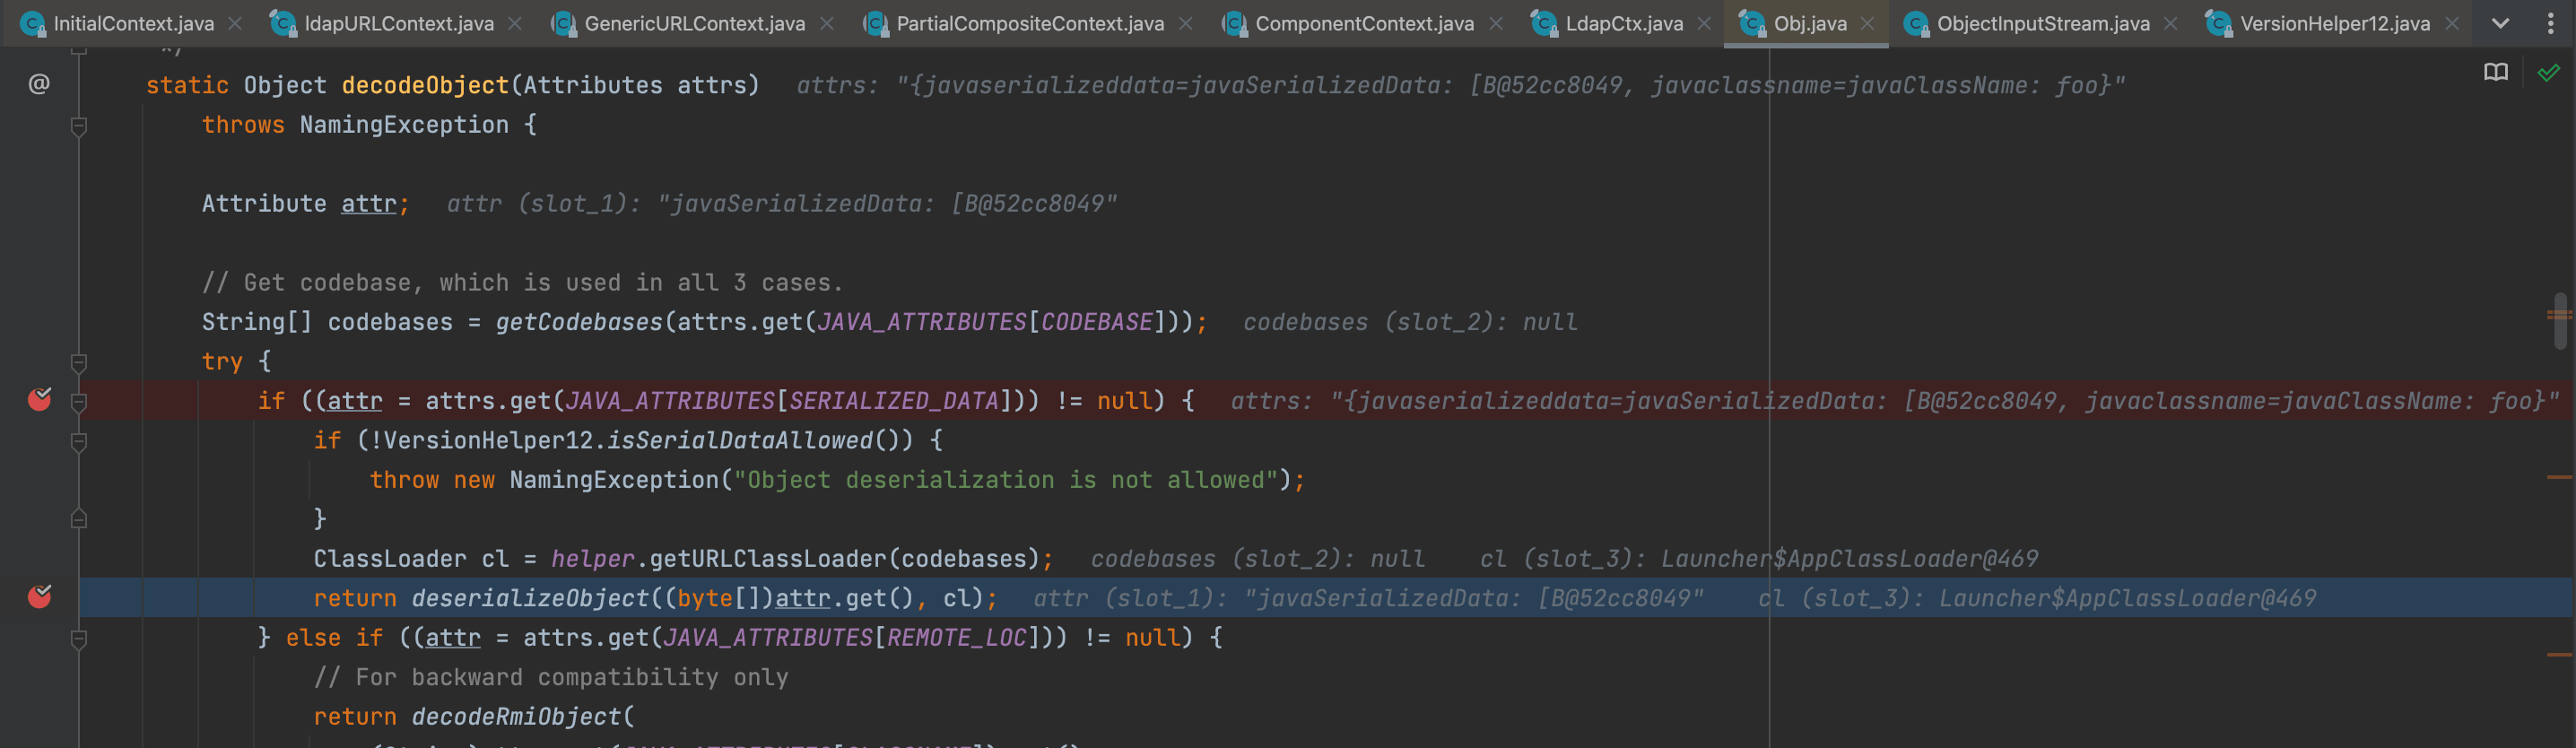 InitialContext.java ldapURLContext.java GenericURLContext.java PartialCompositeContext.java ComponentContext.java LdapCtx.java Obj.java ObjectInputStream.java VersionHelper12.java
*/
@ static Object decodeObject(Attributes attrs) attrs: "{javaserializeddata=javaSerializedData: [B@52cc8049, javaclassname=javaClassName: foo}"
throws NamingException {
Attribute attr; attr (slot_1): "javaSerializedData: [B@52cc8049"
// Get codebase, which is used in all 3 cases.
String[] codebases = getCodebases(attrs.get(JAVA_ATTRIBUTES[CODEBASE])); codebases (slot_2): null
try {
if ((attr = attrs.get(JAVA_ATTRIBUTES[SERIALIZED_DATA])) != null) { attrs: "{javaserializeddata=javaSerializedData: [B@52cc8049, javaclassname=javaClassName: foo}"
if (!VersionHelper12.isSerialDataAllowed()) {
throw new NamingException("Object deserialization is not allowed");
}
ClassLoader cl = helper.getURLClassLoader(codebases); codebases (slot_2): null cl (slot_3): Launcher$AppClassLoader@469
return deserializeObject((byte[])attr.get(), cl); attr (slot_1): "javaSerializedData: [B@52cc8049" cl (slot_3): Launcher$AppClassLoader@469
} else if ((attr = attrs.get(JAVA_ATTRIBUTES[REMOTE_LOC])) != null) {
// For backward compatibility only
return decodeRmiObject(